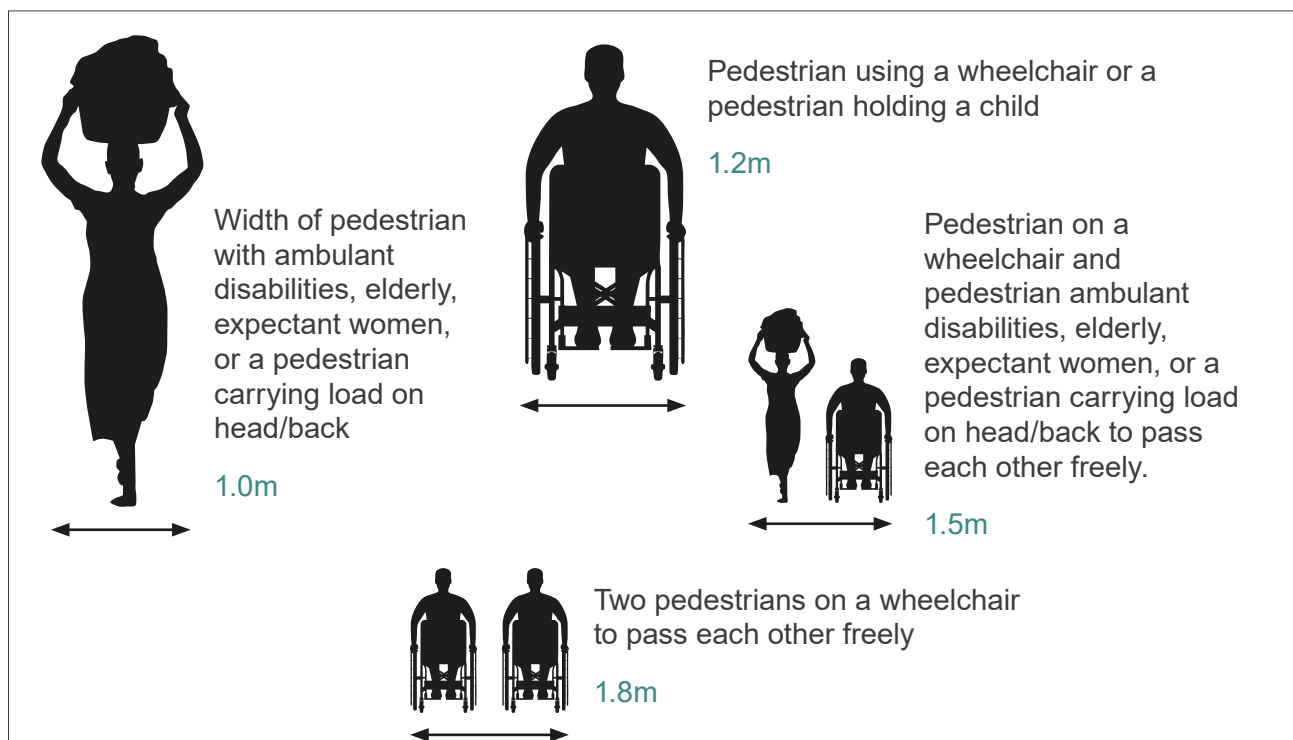 Pedestrian using a wheelchair or a
pedestrian holding a child
1.2m
Width of pedestrian
with ambulant
disabilities, elderly,
expectant women,
or a pedestrian
carrying load on
head/back
1.0m
Pedestrian on a
wheelchair and
pedestrian ambulant
disabilities, elderly,
expectant women, or a
pedestrian carrying load
on head/back to pass
each other freely.
1.5m
Two pedestrians on a wheelchair
to pass each other freely
1.8m